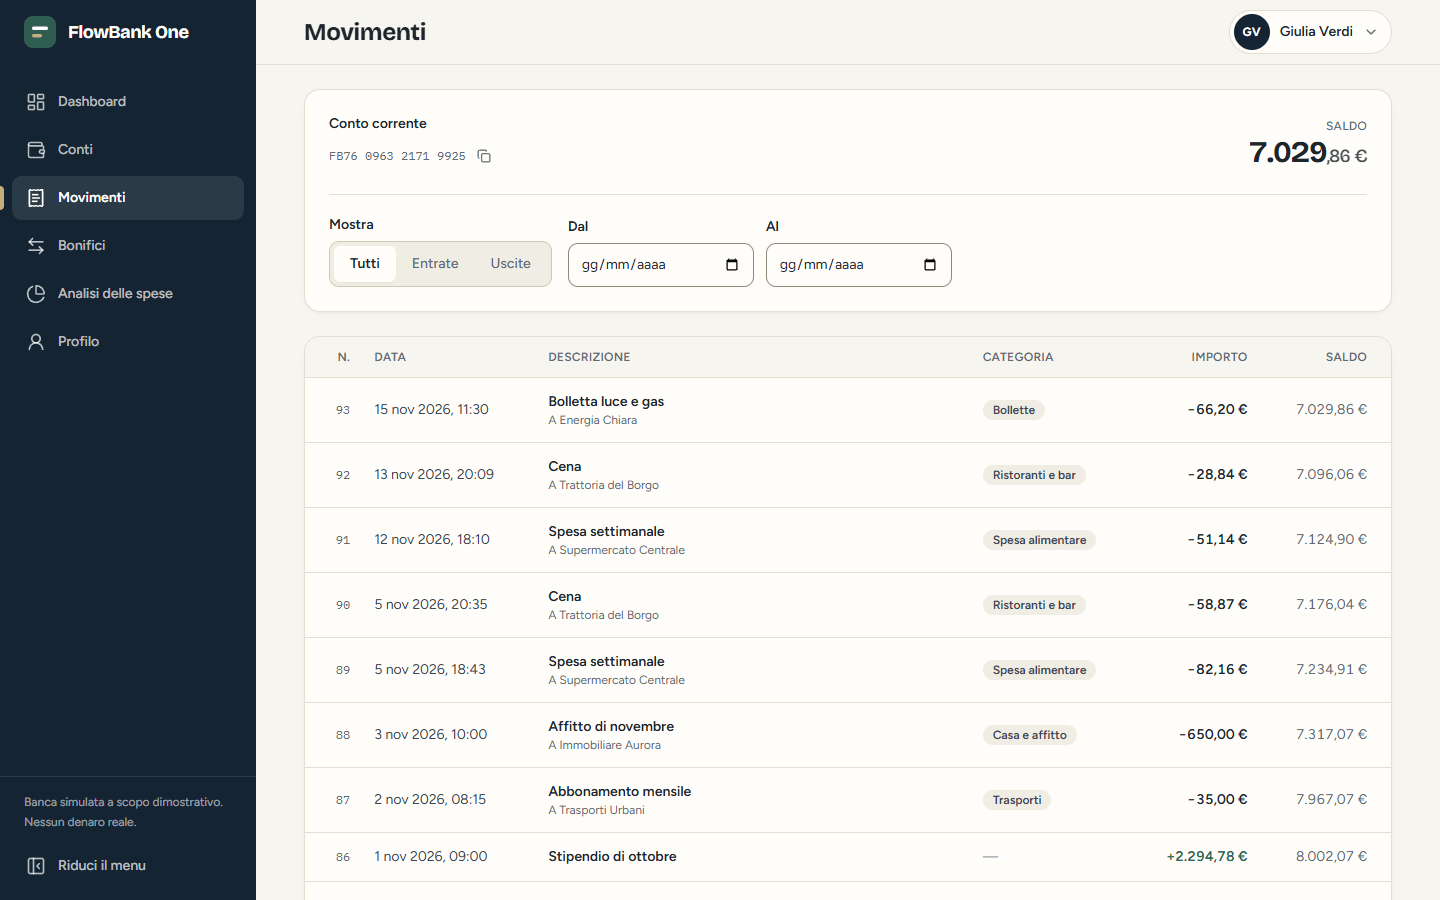 FlowBank One
Dashboard
Conti
Movimenti
Bonifici
Analisi delle spese
Profilo
Banca simulata a scopo dimostrativo.
Nessun denaro reale.
Riduci il menu
Movimenti
GV Giulia Verdi
Conto corrente
FB76 0963 2171 9925
SALDO
7.029,86 €
Mostra
Tutti Entrate Uscite
Dal
gg/mm/aaaa
Al
gg/mm/aaaa
N. DATA DESCRIZIONE CATEGORIA IMPORTO SALDO
93 15 nov 2026, 11:30 Bolletta luce e gas Bollette -66,20 € 7.029,86 €
A Energia Chiara
92 13 nov 2026, 20:09 Cena Ristoranti e bar -28,84 € 7.096,06 €
A Trattoria del Borgo
91 12 nov 2026, 18:10 Spesa settimanale Spesa alimentare -51,14 € 7.124,90 €
A Supermercato Centrale
90 5 nov 2026, 20:35 Cena Ristoranti e bar -58,87 € 7.176,04 €
A Trattoria del Borgo
89 5 nov 2026, 18:43 Spesa settimanale Spesa alimentare -82,16 € 7.234,91 €
A Supermercato Centrale
88 3 nov 2026, 10:00 Affitto di novembre Casa e affitto -650,00 € 7.317,07 €
A Immobiliare Aurora
87 2 nov 2026, 08:15 Abbonamento mensile Trasporti -35,00 € 7.967,07 €
A Trasporti Urbani
86 1 nov 2026, 09:00 Stipendio di ottobre — +2.294,78 € 8.002,07 €